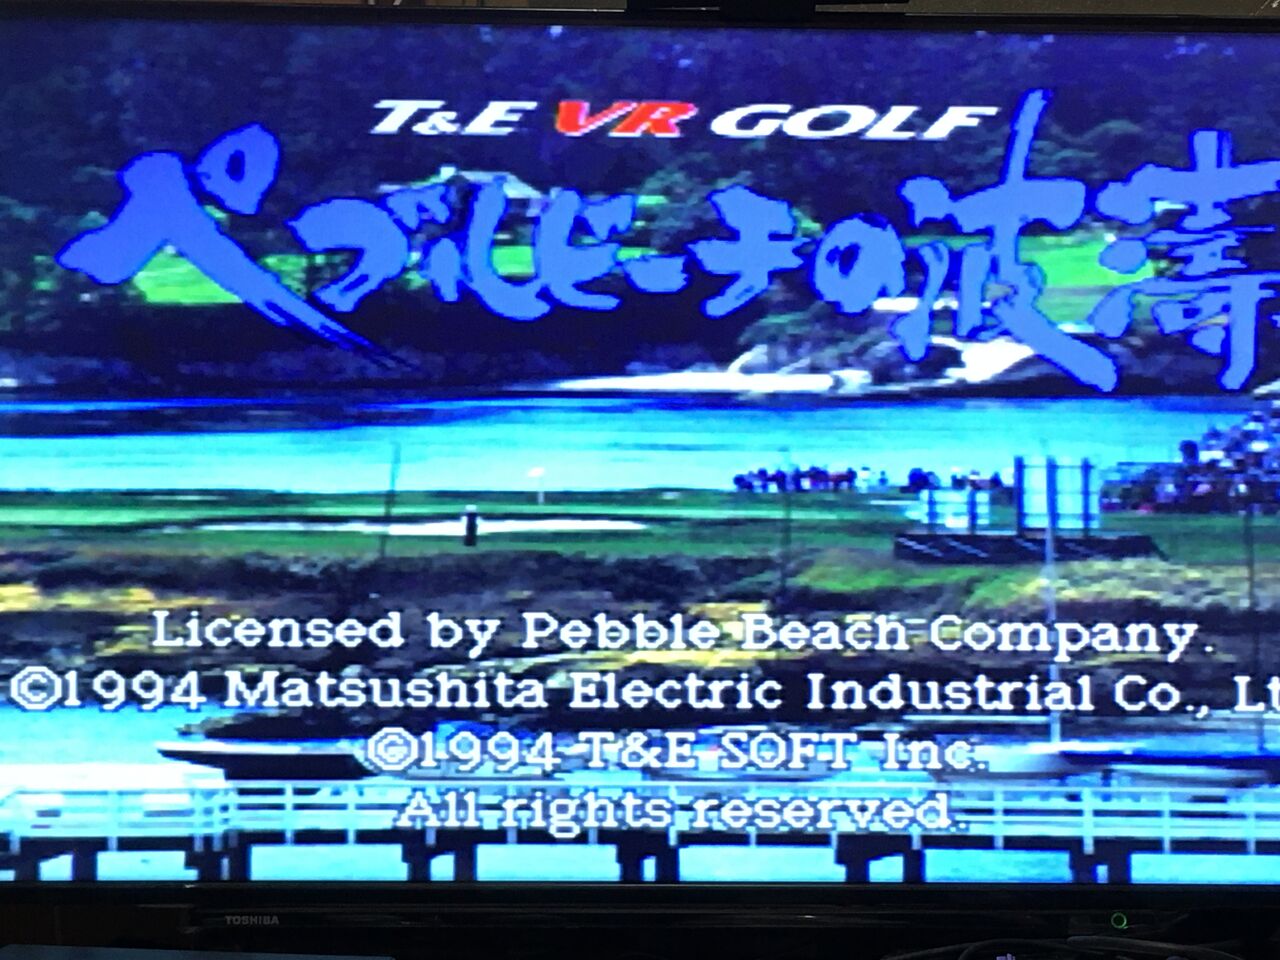 T&E VR GOLF
ペブルビーチの波濤
Licensed by Pebble Beach Company.
©1994 Matsushita Electric Industrial Co., Lt
©1994 T&E SOFT Inc.
All rights reserved.
TOSHIBA